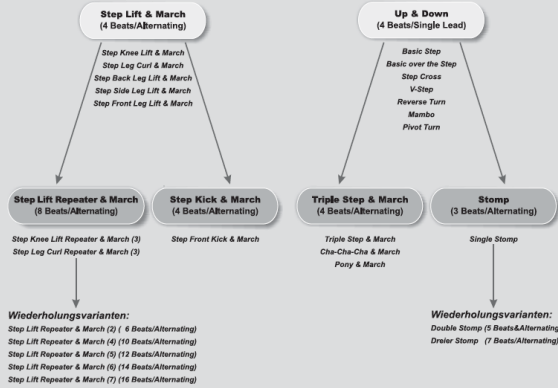 Step Lift & March
(4 Beats/Alternating)
Step Knee Lift & March
Step Leg Curl & March
Step Back Leg Lift & March
Step Side Leg Lift & March
Step Front Leg Lift & March
Up & Down
(4 Beats/Single Lead)
Basic Step
Basic over the Step
Step Cross
V-Step
Reverse Turn
Mambo
Pivot Turn
Step Lift Repeater & March
(8 Beats/Alternating)
Step Knee Lift Repeater & March (3)
Step Leg Curl Repeater & March (3)
Step Kick & March
(4 Beats/Alternating)
Step Front Kick & March
Triple Step & March
(4 Beats/Alternating)
Triple Step & March
Cha-Cha-Cha & March
Pony & March
Stomp
(3 Beats/Alternating)
Single Stomp
Wiederholungsvarianten:
Step Lift Repeater & March (2) ( 6 Beats/Alternating)
Step Lift Repeater & March (4) (10 Beats/Alternating)
Step Lift Repeater & March (5) (12 Beats/Alternating)
Step Lift Repeater & March (6) (14 Beats/Alternating)
Step Lift Repeater & March (7) (16 Beats/Alternating)
Wiederholungsvarianten:
Double Stomp (5 Beats&Alternating
Dreier Stomp (7 Beats/Alternating)